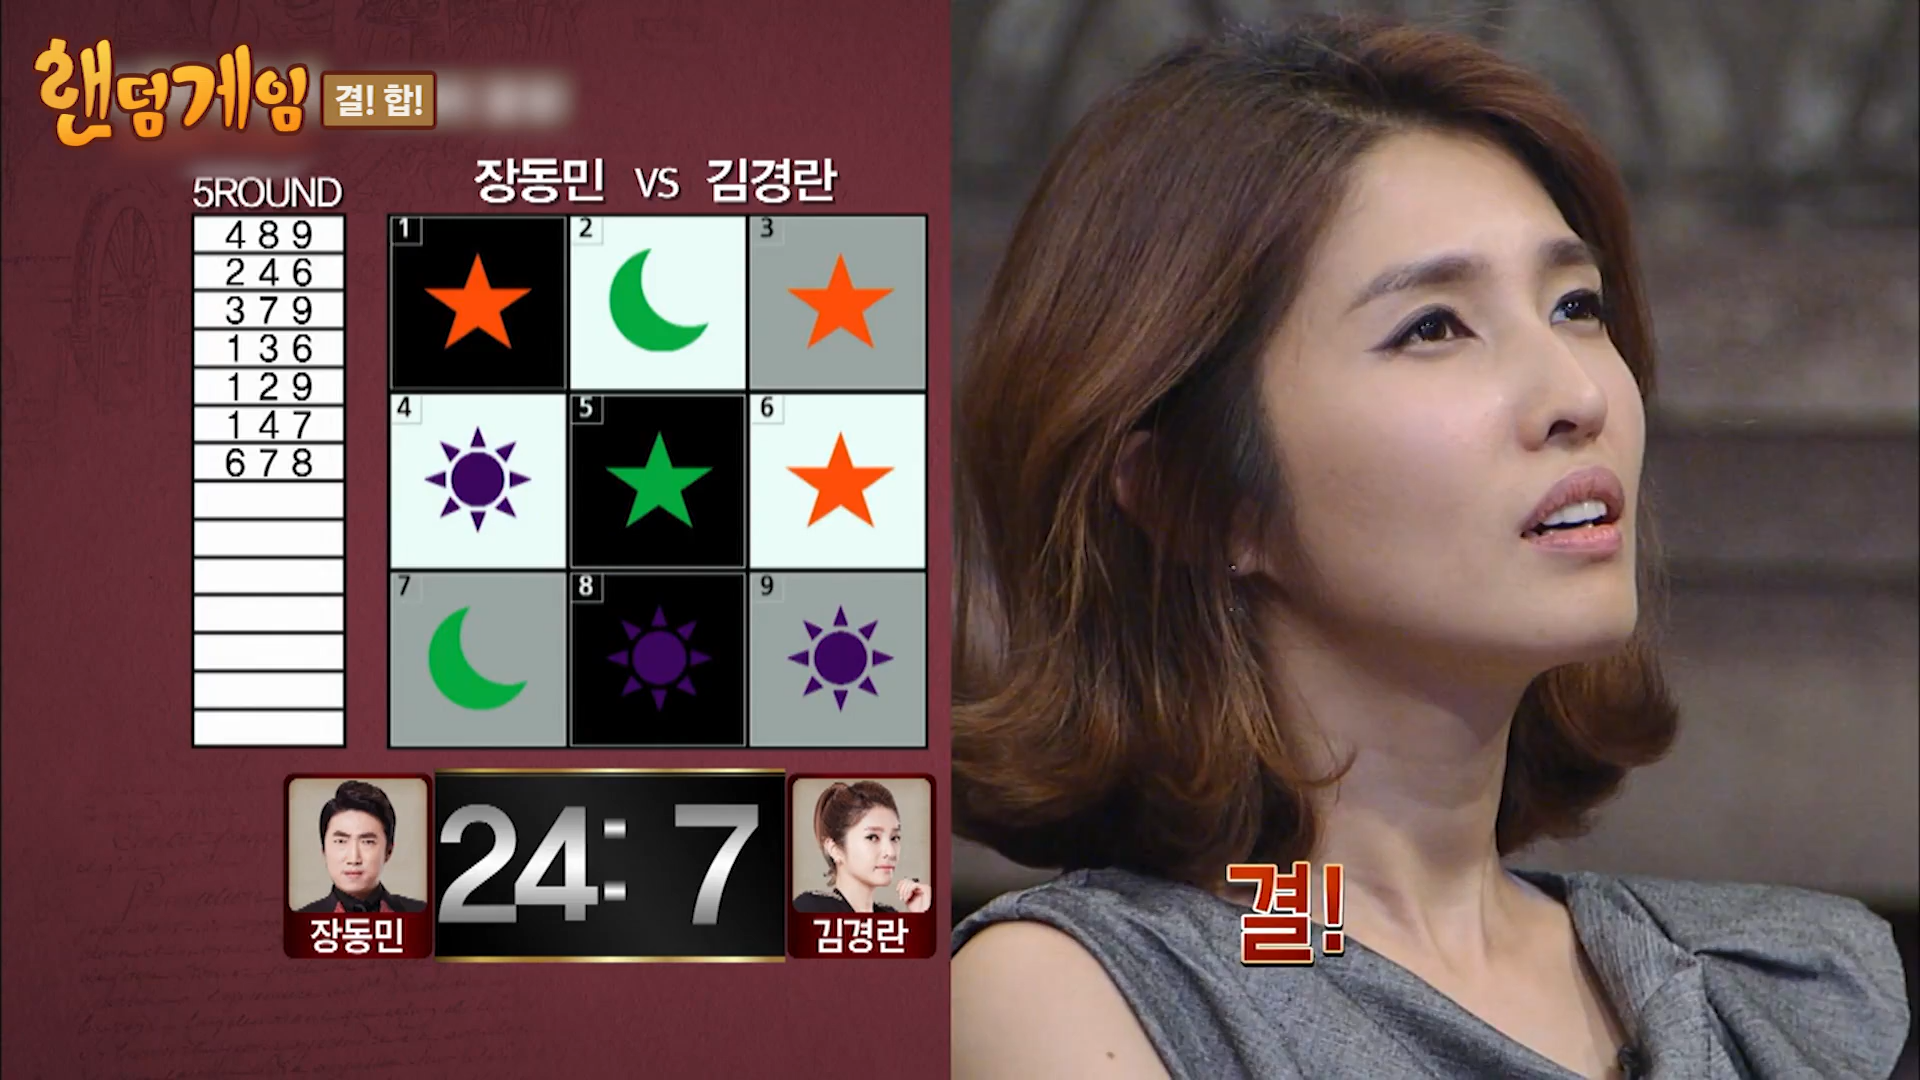 핸덤게임 결! 합!
장동민 VS 김경란
5ROUND
4 8 9
2 4 6
3 7 9
1 3 6
1 2 9
1 4 7
6 7 8
1 2 3
4 5 6
7 8 9
24 : 7
장동민 김경란
결!